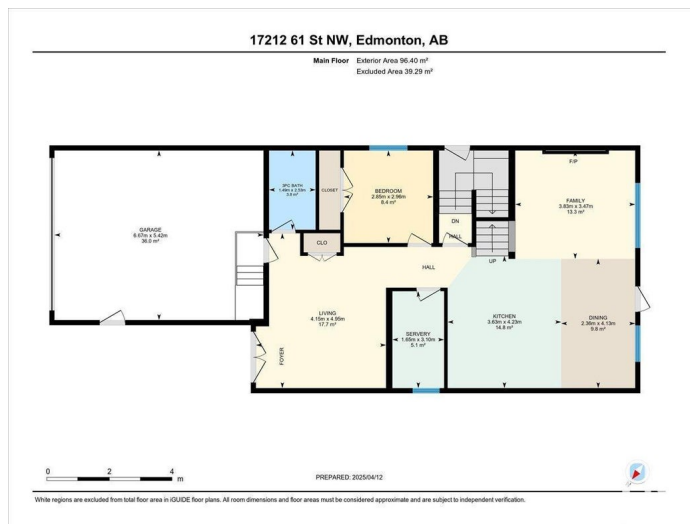 17212 61 St NW, Edmonton, AB
Main Floor Exterior Area 96.40 m²
Excluded Area 39.29 m²
GARAGE
6.67m x 5.42m
36.0 m²
3PC BATH
1.49m x 2.53m
3.8 m²
CLOSET
BEDROOM
2.85m x 2.96m
8.4 m²
DN
HALL
UP
F/P
FAMILY
3.83m x 3.47m
13.3 m²
CLO
HALL
LIVING
4.15m x 4.95m
17.7 m²
FOYER
SERVERY
1.65m x 3.10m
5.1 m²
KITCHEN
3.63m x 4.23m
14.8 m²
DINING
2.36m x 4.13m
9.8 m²
0 2 4
m
PREPARED: 2025/04/12
White regions are excluded from total floor area in iGUIDE floor plans. All room dimensions and floor areas must be considered approximate and are subject to independent verification.